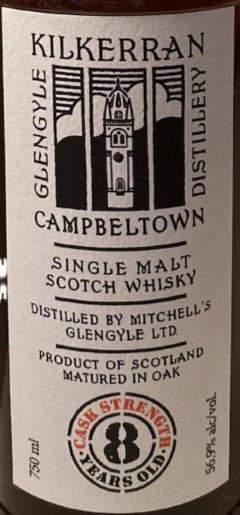 KILKERRAN
GLENGYLE
DISTILLERY
CAMPBELTOWN
SINGLE MALT
SCOTCH WHISKY
DISTILLED BY MITCHELL'S
GLENGYLE LTD.
PRODUCT OF SCOTLAND
MATURED IN OAK
750 ml
·CASK STRENGTH·
8
YEARS OLD
56.9% alc/vol.